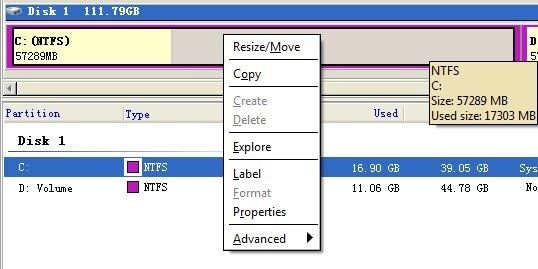 Disk 1 111.79GB
C: (NTFS)
57289MB
D
57
Resize/Move
Copy
Create
Delete
Explore
Label
Format
Properties
Advanced
NTFS
C:
Size: 57289 MB
Used size: 17303 MB
Partition Type Used
Disk 1
C: NTFS 16.90 GB 39.05 GB Sys
D: Volume NTFS 11.06 GB 44.78 GB No